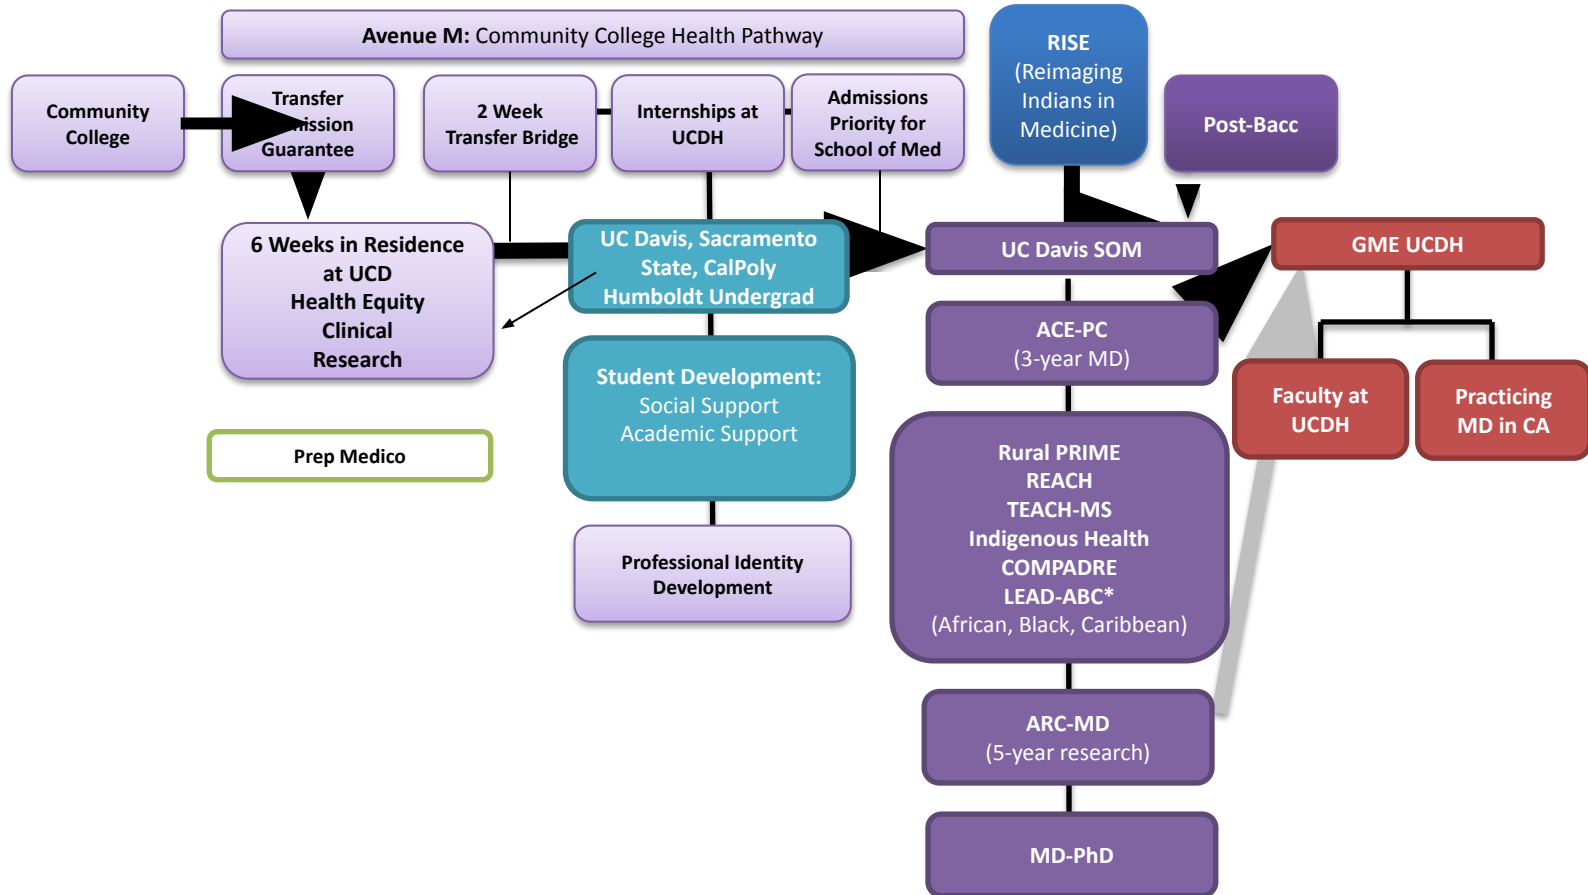 Avenue M: Community College Health Pathway
Community
College
Transfer
mission
Guarantee
2 Week
Transfer Bridge
Internships at
UCDH
Admissions
Priority for
School of Med
RISE
(Reimaging
Indians in
Medicine)
Post-Bacc
6 Weeks in Residence
at UCD
Health Equity
Clinical
Research
UC Davis, Sacramento
State, CalPoly
Humboldt Undergrad
UC Davis SOM
GME UCDH
ACE-PC
(3-year MD)
Student Development:
Social Support
Academic Support
Faculty at
UCDH
Practicing
MD in CA
Prep Medico
Rural PRIME
REACH
TEACH-MS
Indigenous Health
COMPADRE
LEAD-ABC*
(African, Black, Caribbean)
Professional Identity
Development
ARC-MD
(5-year research)
MD-PhD